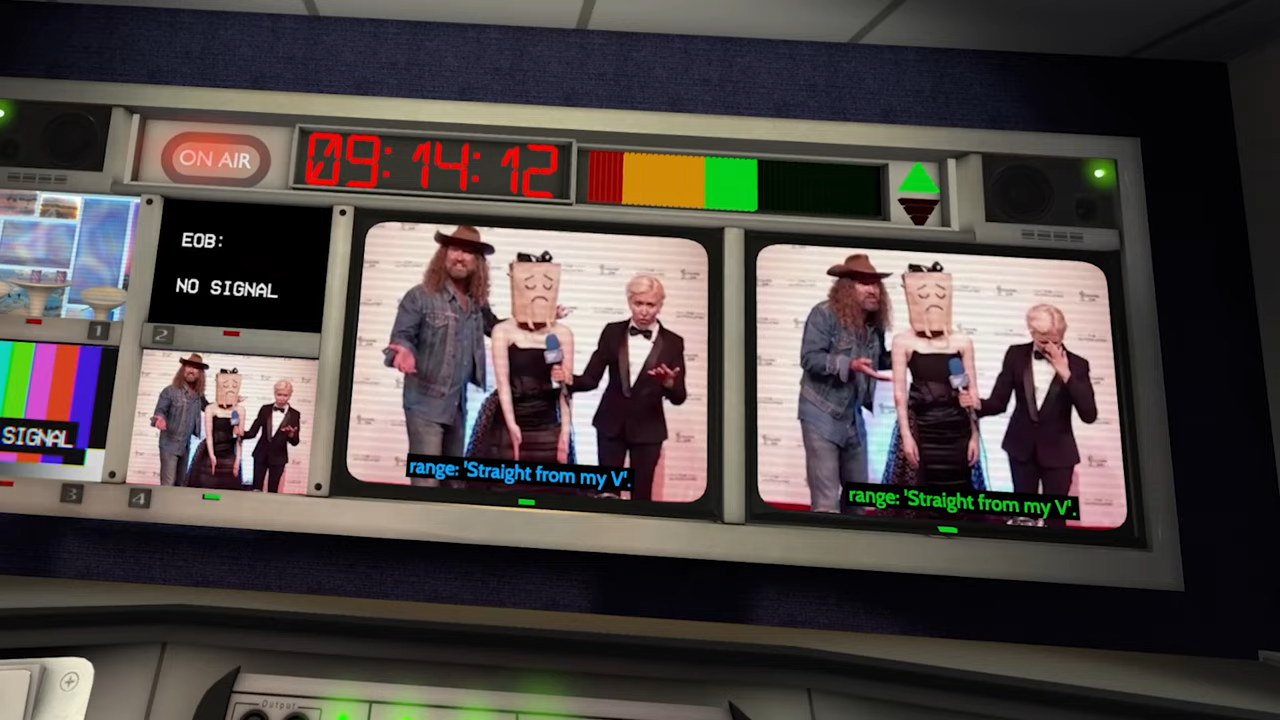 ON AIR
09:14:12
EOB:
NO SIGNAL
1
2
SIGNAL
3
4
range: 'Straight from my V'.
range: 'Straight from my V'.
Output